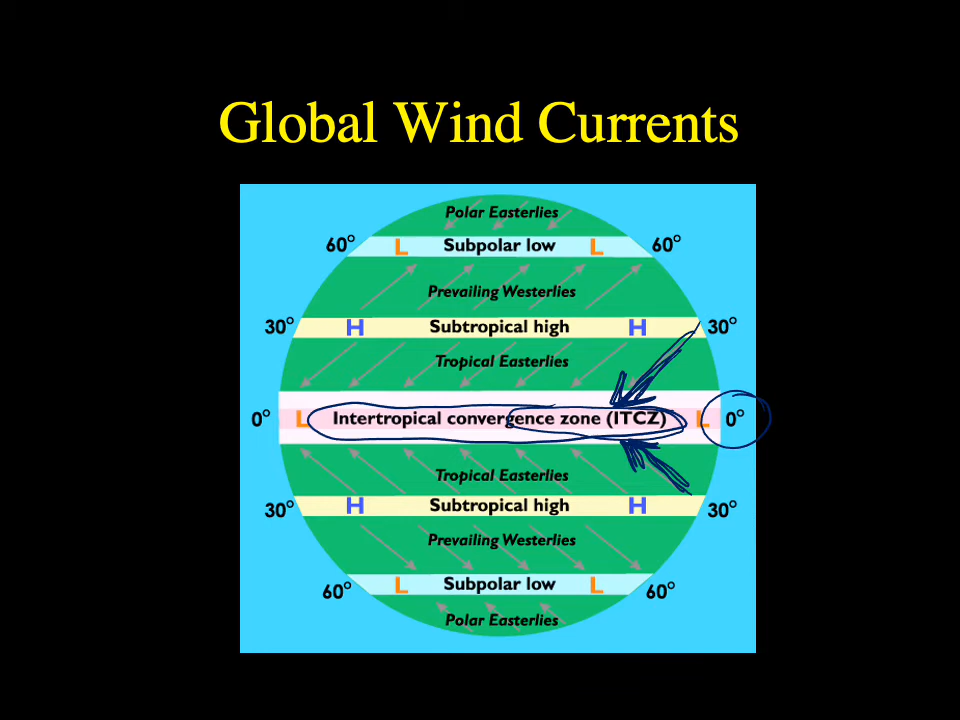 Global Wind Currents
Polar Easterlies
60° L Subpolar low L 60°
Prevailing Westerlies
30° H Subtropical high H 30°
Tropical Easterlies
0° L Intertropical convergence zone (ITCZ) L 0°
Tropical Easterlies
30° H Subtropical high H 30°
Prevailing Westerlies
60° L Subpolar low L 60°
Polar Easterlies